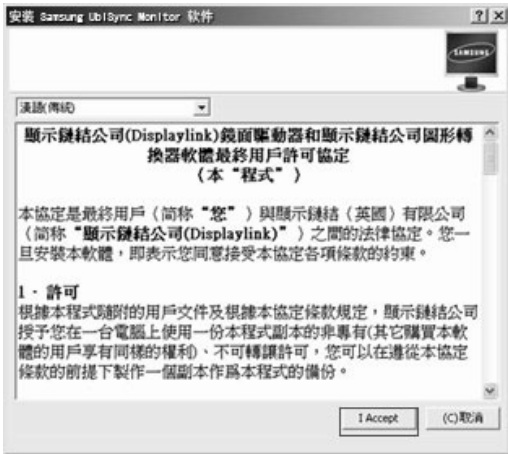 安装 Samsung UbiSync Monitor 软件
SAMSUNG
漢語(傳統)
顯示鏈結公司(Displaylink)鏡面驅動器和顯示鏈結公司圖形轉
換器軟體最終用戶許可協定
（本“程式”）
本協定是最終用戶（简称“您”）與顯示鏈結（英國）有限公司
（简称“顯示鏈結公司(Displaylink)”）之間的法律協定。您一
旦安裝本軟體，即表示您同意接受本協定各項條款的約束。
1．許可
根據本程式隨附的用戶文件及根據本協定條款規定，顯示鏈結公司
授予您在一台電腦上使用一份本程式副本的非專有(其它購買本軟
體的用戶享有同樣的權利)、不可轉讓許可，您可以在遵從本協定
條款的前提下製作一個副本作爲本程式的備份。
I Accept
(C)取消